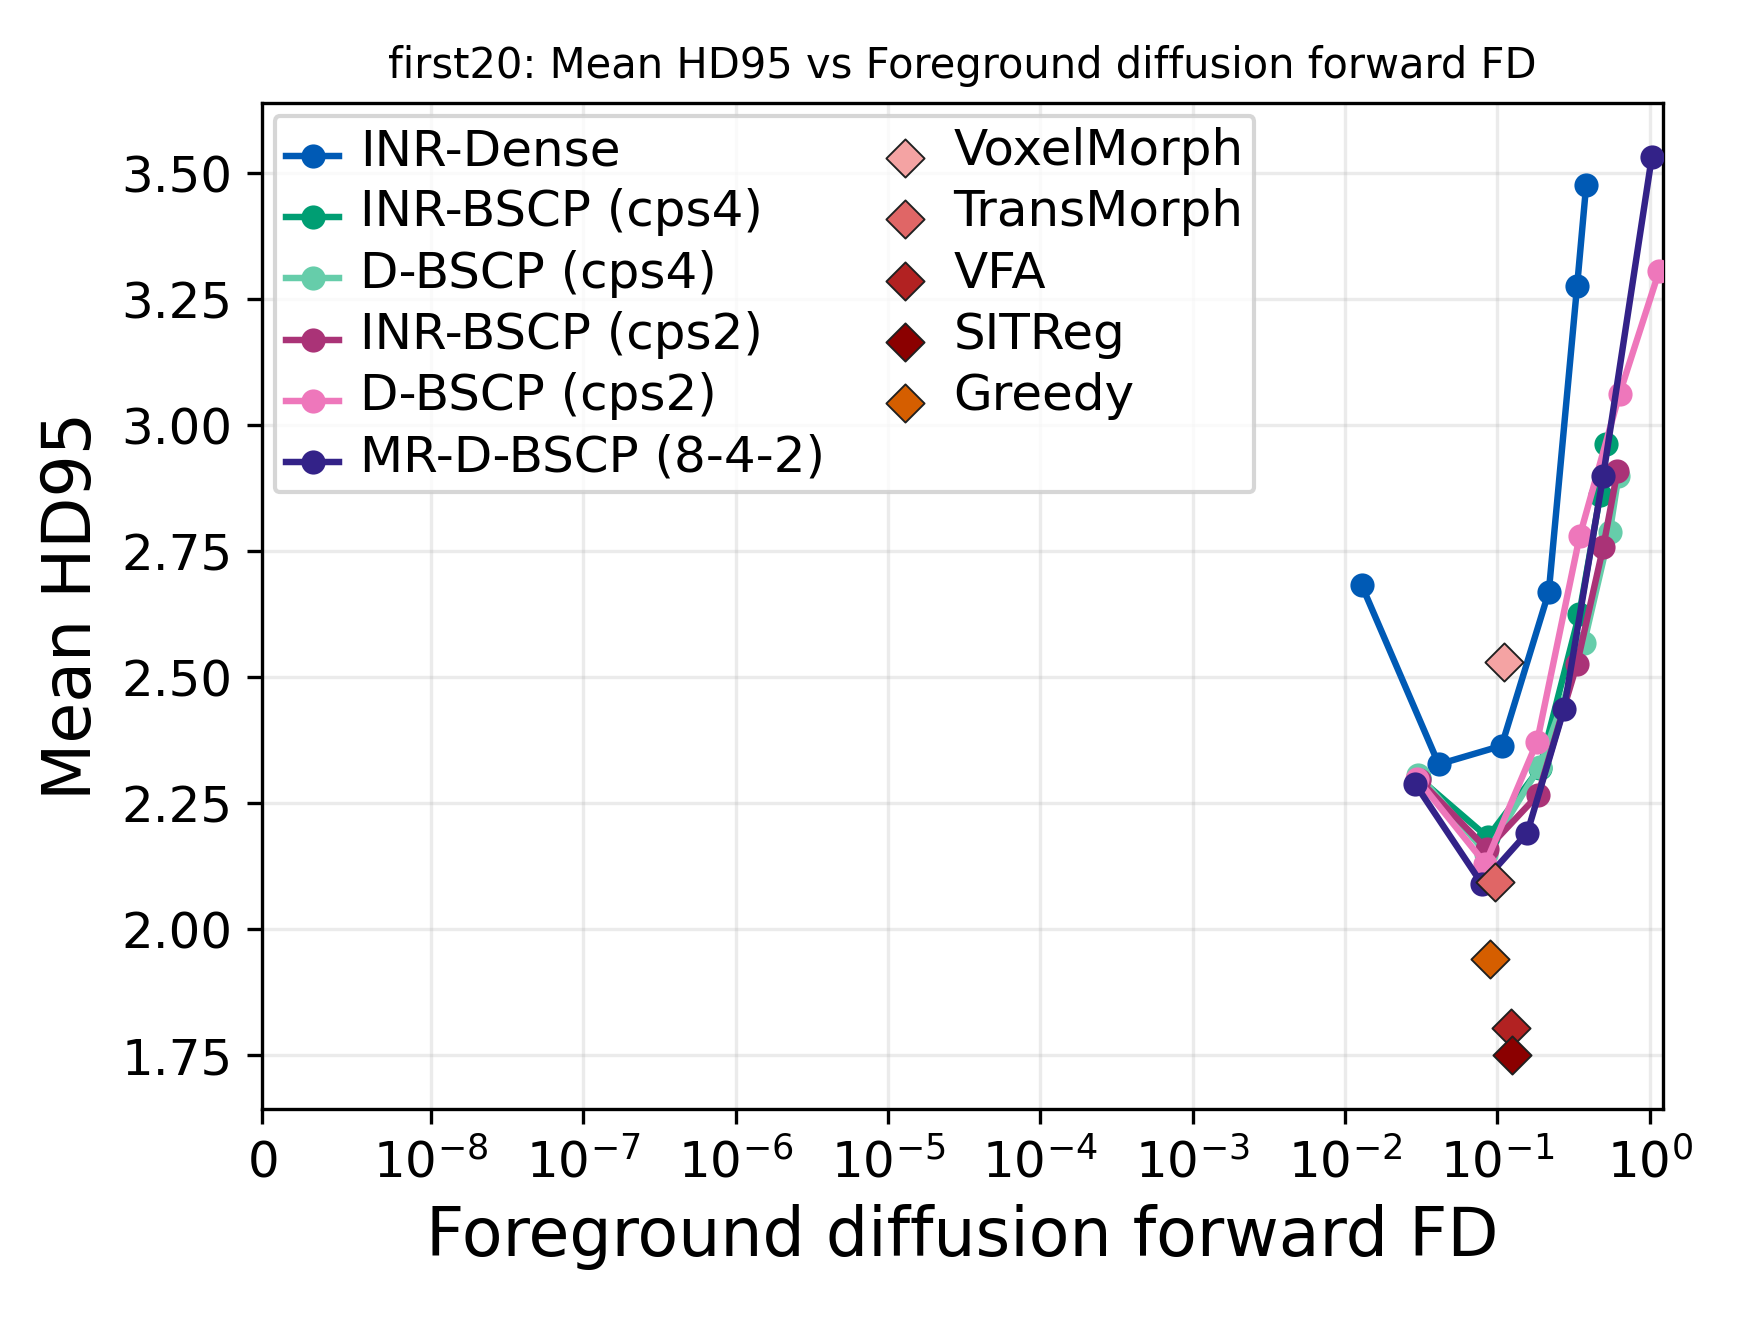 first20: Mean HD95 vs Foreground diffusion forward FD
INR-Dense
INR-BSCP (cps4)
D-BSCP (cps4)
INR-BSCP (cps2)
D-BSCP (cps2)
MR-D-BSCP (8-4-2)
VoxelMorph
TransMorph
VFA
SITReg
Greedy
Mean HD95
3.50
3.25
3.00
2.75
2.50
2.25
2.00
1.75
0 10⁻⁸ 10⁻⁷ 10⁻⁶ 10⁻⁵ 10⁻⁴ 10⁻³ 10⁻² 10⁻¹ 10⁰
Foreground diffusion forward FD